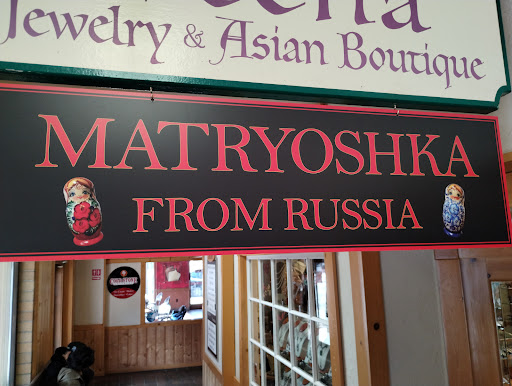 Jewelry & Asian Boutique
MATRYOSHKA
FROM RUSSIA